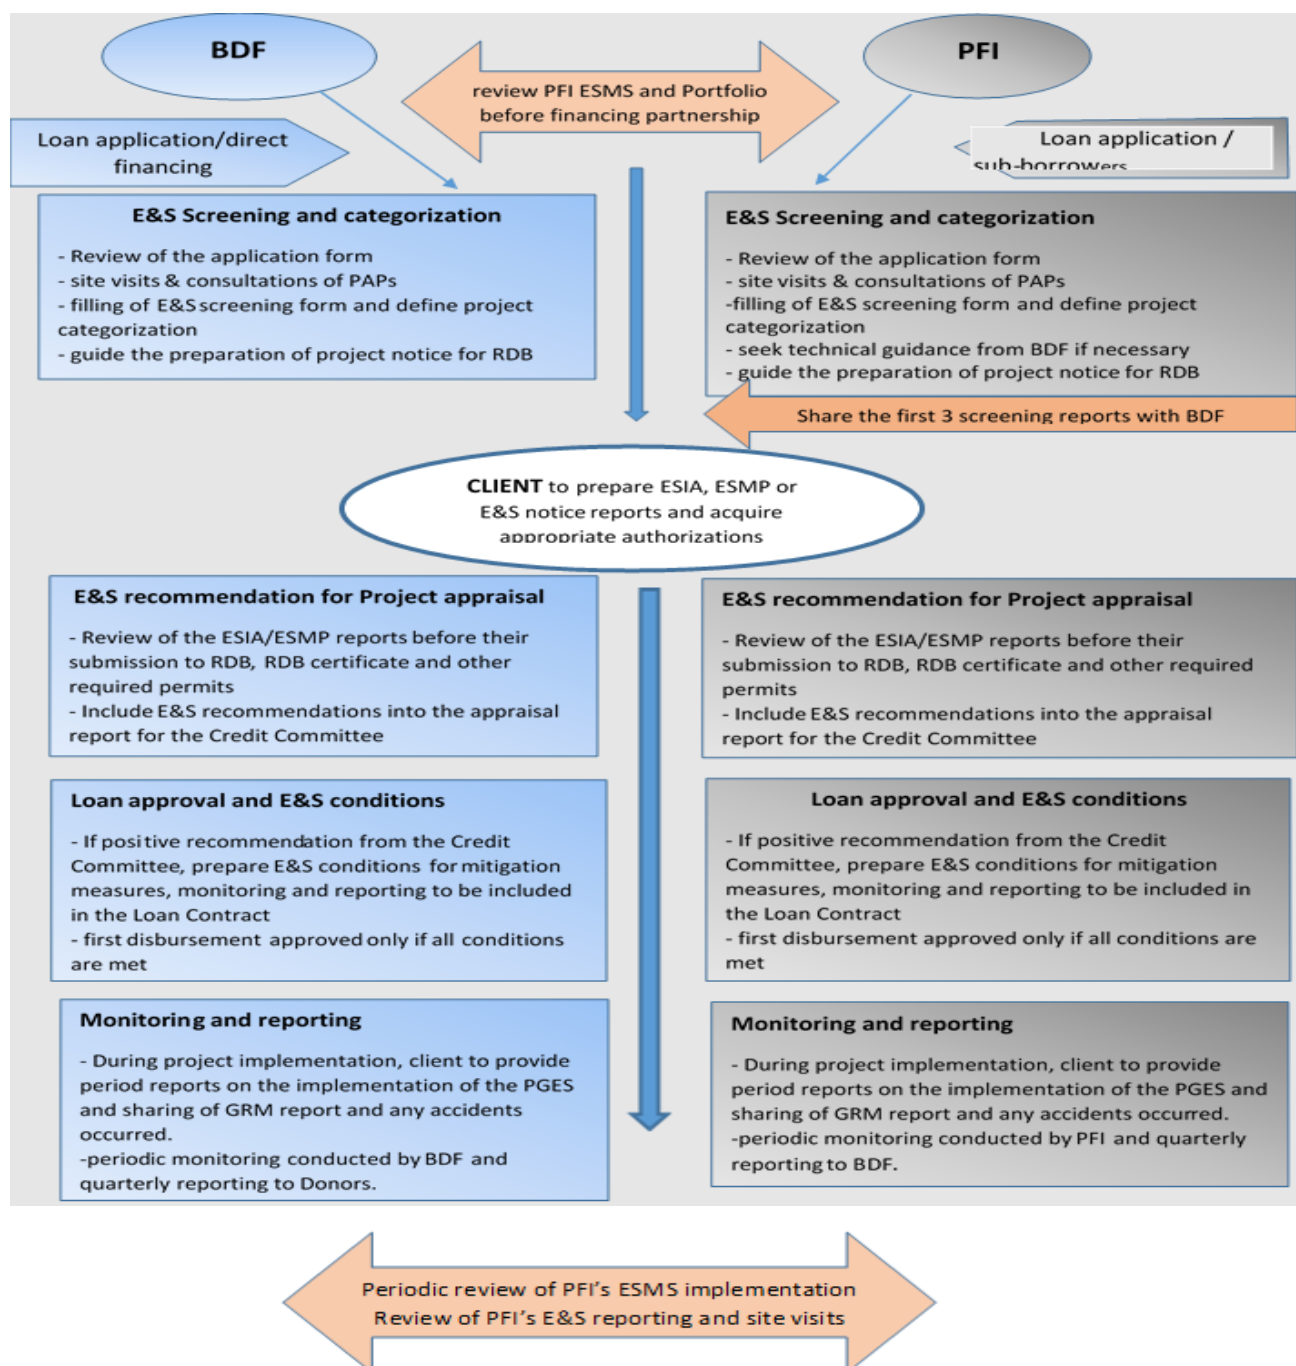 BDF
PFI
review PFI ESMS and Portfolio
before financing partnership
Loan application/direct
financing
Loan application /
sub-borrowers
E&S Screening and categorization
- Review of the application form
- site visits & consultations of PAPs
- filling of E&S screening form and define project
categorization
- guide the preparation of project notice for RDB
E&S Screening and categorization
- Review of the application form
- site visits & consultations of PAPs
-filling of E&S screening form and define project
categorization
- seek technical guidance from BDF if necessary
- guide the preparation of project notice for RDB
Share the first 3 screening reports with BDF
CLIENT to prepare ESIA, ESMP or
E&S notice reports and acquire
appropriate authorizations
E&S recommendation for Project appraisal
- Review of the ESIA/ESMP reports before their
submission to RDB, RDB certificate and other
required permits
- Include E&S recommendations into the appraisal
report for the Credit Committee
E&S recommendation for Project appraisal
- Review of the ESIA/ESMP reports before their
submission to RDB, RDB certificate and other required
permits
- Include E&S recommendations into the appraisal
report for the Credit Committee
Loan approval and E&S conditions
- If positive recommendation from the Credit
Committee, prepare E&S conditions for mitigation
measures, monitoring and reporting to be included
in the Loan Contract
- first disbursement approved only if all conditions
are met
Loan approval and E&S conditions
- If positive recommendation from the Credit
Committee, prepare E&S conditions for mitigation
measures, monitoring and reporting to be included in
the Loan Contract
- first disbursement approved only if all conditions are
met
Monitoring and reporting
- During project implementation, client to provide
period reports on the implementation of the PGES
and sharing of GRM report and any accidents
occurred.
-periodic monitoring conducted by BDF and
quarterly reporting to Donors.
Monitoring and reporting
- During project implementation, client to provide
period reports on the implementation of the PGES and
sharing of GRM report and any accidents occurred.
-periodic monitoring conducted by PFI and quarterly
reporting to BDF.
Periodic review of PFI's ESMS implementation
Review of PFI's E&S reporting and site visits